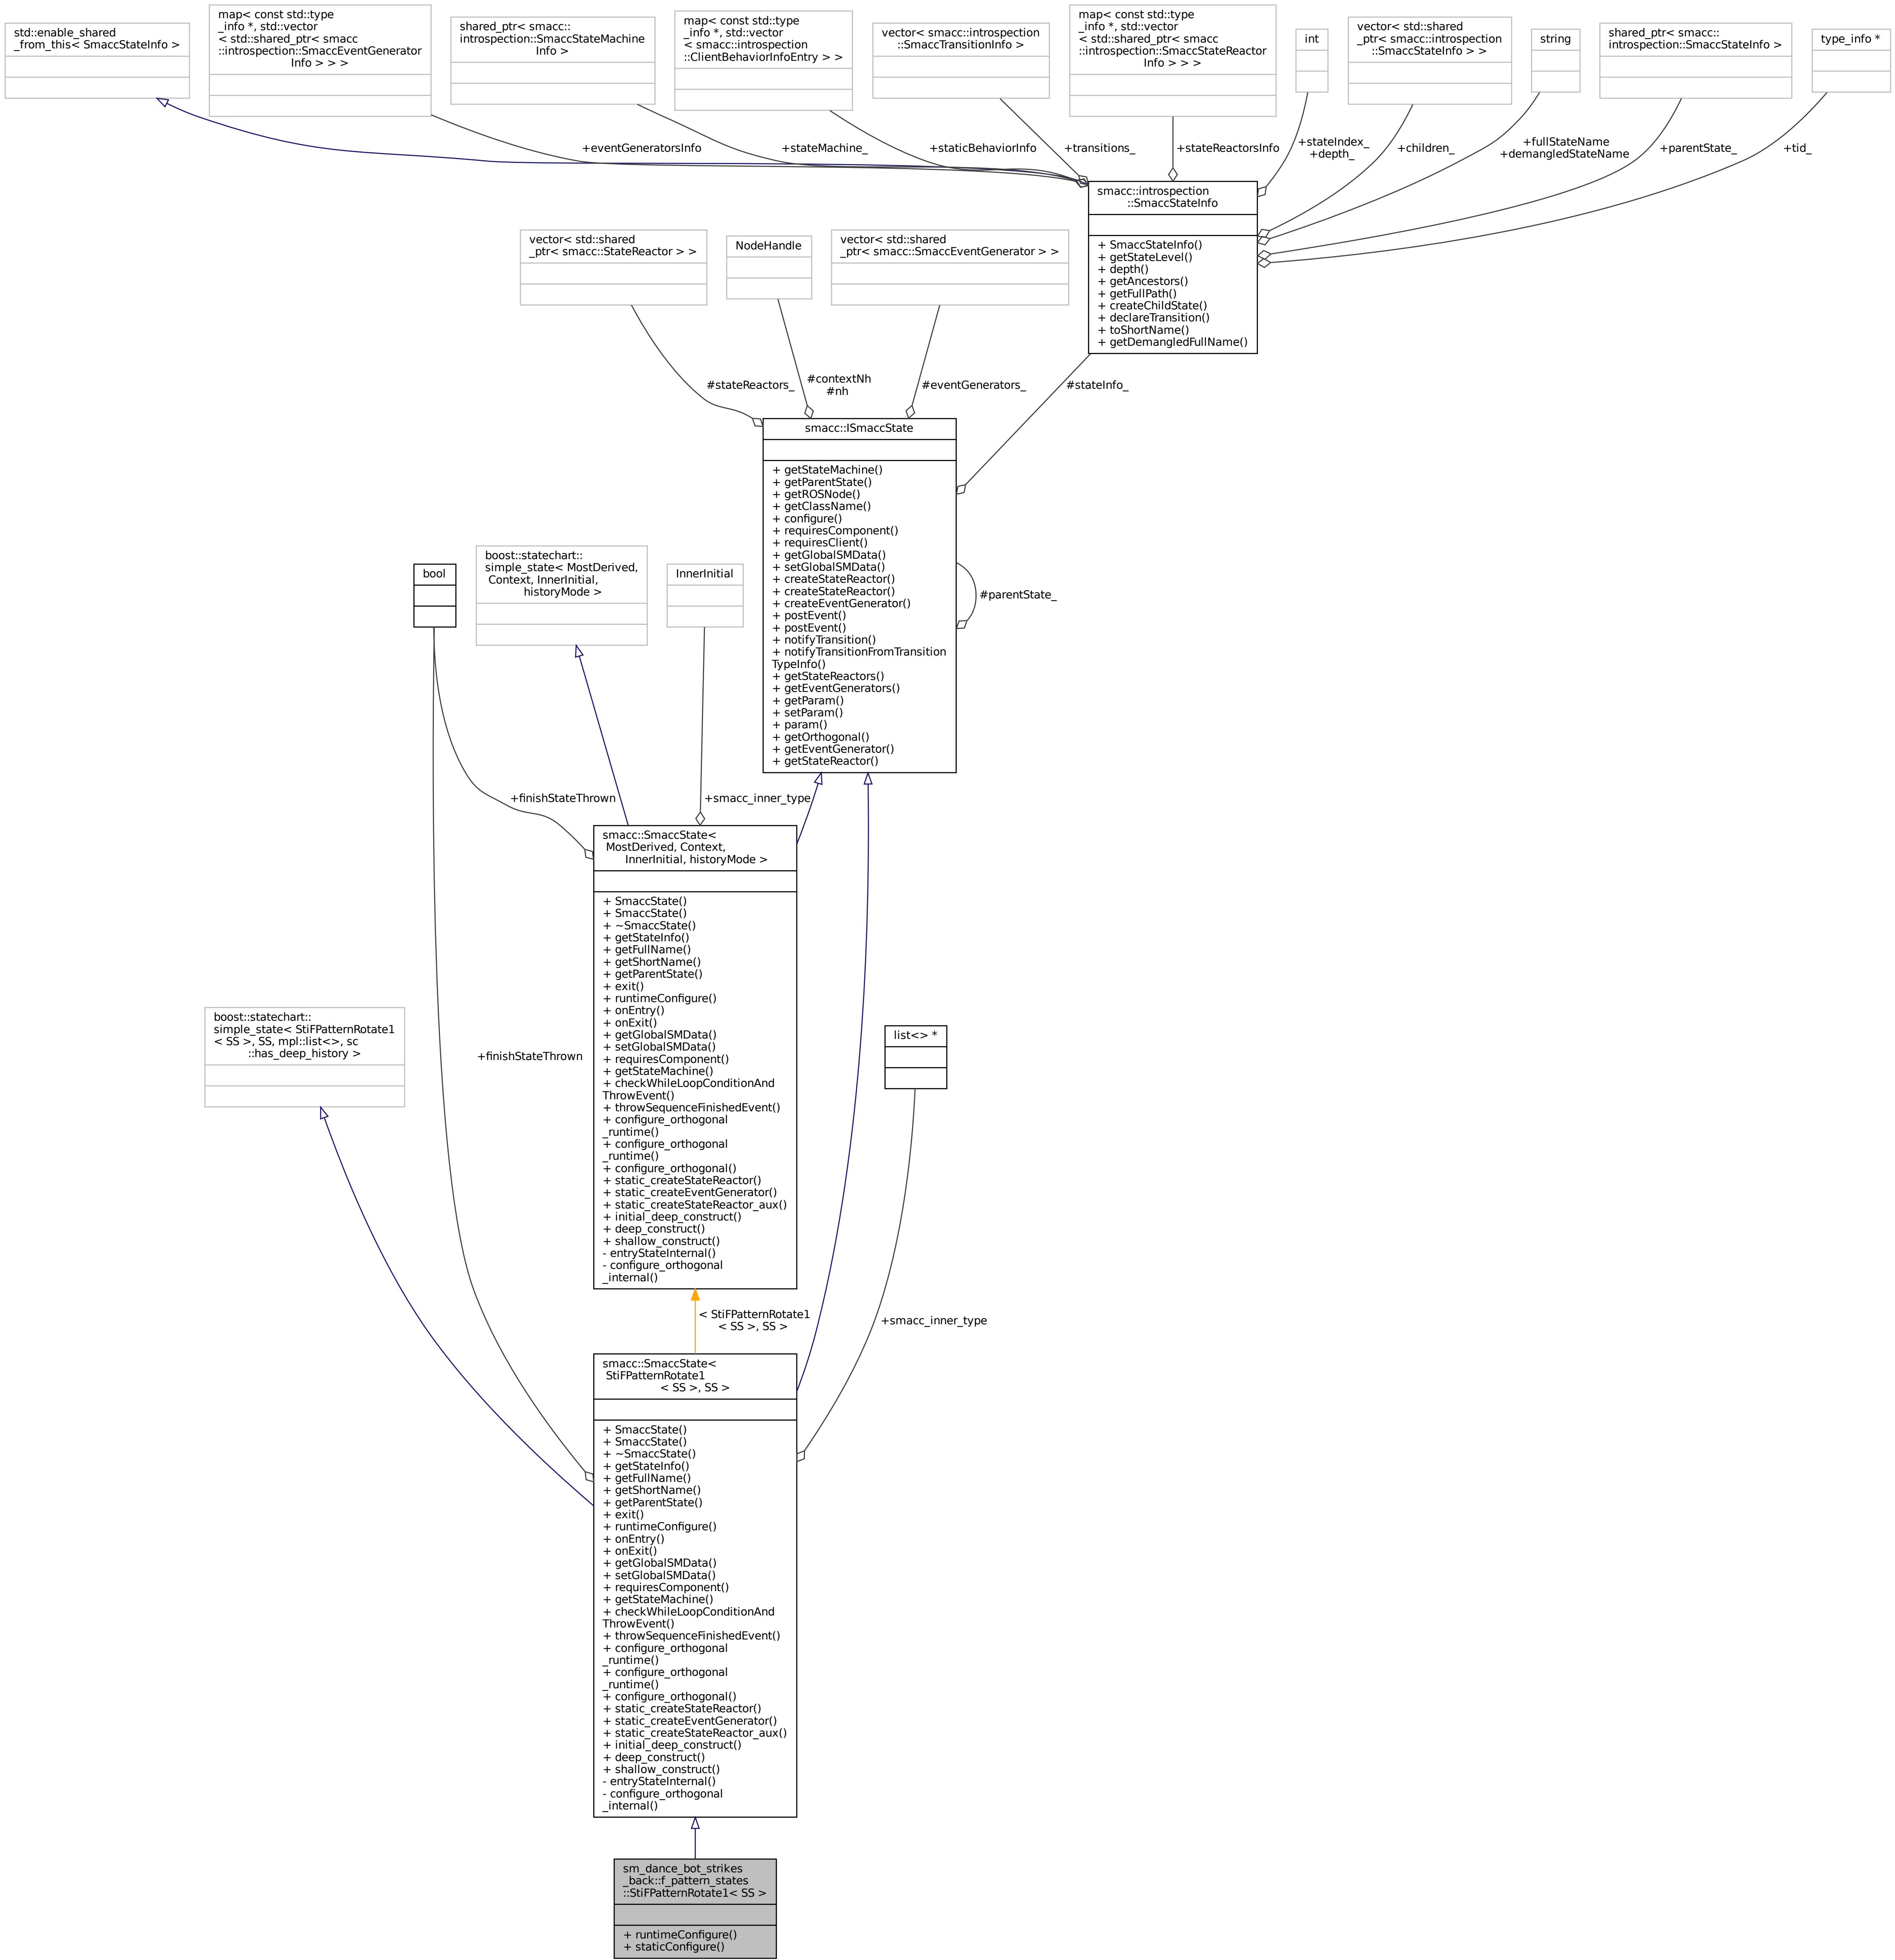 std::enable_shared
_from_this< SmaccStateInfo >
map< const std::type
_info *, std::vector
< std::shared_ptr< smacc
::introspection::SmaccEventGenerator
Info > > >
shared_ptr< smacc::
introspection::SmaccStateMachine
Info >
map< const std::type
_info *, std::vector
< smacc::introspection
::ClientBehaviorInfoEntry > >
vector< smacc::introspection
::SmaccTransitionInfo >
map< const std::type
_info *, std::vector
< std::shared_ptr< smacc
::introspection::SmaccStateReactor
Info > > >
int
vector< std::shared
_ptr< smacc::introspection
::SmaccStateInfo > >
string
shared_ptr< smacc::
introspection::SmaccStateInfo >
type_info *
+eventGeneratorsInfo
+stateMachine_
+staticBehaviorInfo
+transitions_
+stateReactorsInfo
+stateIndex_
+depth_
+children_
+fullStateName
+demangledStateName
+parentState_
+tid_
smacc::introspection
::SmaccStateInfo
+ SmaccStateInfo()
+ getStateLevel()
+ depth()
+ getAncestors()
+ getFullPath()
+ createChildState()
+ declareTransition()
+ toShortName()
+ getDemangledFullName()
vector< std::shared
_ptr< smacc::StateReactor > >
NodeHandle
vector< std::shared
_ptr< smacc::SmaccEventGenerator > >
#stateReactors_
#contextNh
#nh
#eventGenerators_
#stateInfo_
smacc::ISmaccState
+ getStateMachine()
+ getParentState()
+ getROSNode()
+ getClassName()
+ configure()
+ requiresComponent()
+ requiresClient()
+ getGlobalSMData()
+ setGlobalSMData()
+ createStateReactor()
+ createStateReactor()
+ createEventGenerator()
+ postEvent()
+ postEvent()
+ notifyTransition()
+ notifyTransitionFromTransition
TypeInfo()
+ getStateReactors()
+ getEventGenerators()
+ getParam()
+ setParam()
+ param()
+ getOrthogonal()
+ getEventGenerator()
+ getStateReactor()
#parentState_
bool
boost::statechart::
simple_state< MostDerived,
Context, InnerInitial,
historyMode >
InnerInitial
+finishStateThrown
+smacc_inner_type
smacc::SmaccState<
MostDerived, Context,
InnerInitial, historyMode >
+ SmaccState()
+ SmaccState()
+ ~SmaccState()
+ getStateInfo()
+ getFullName()
+ getShortName()
+ getParentState()
+ exit()
+ runtimeConfigure()
+ onEntry()
+ onExit()
+ getGlobalSMData()
+ setGlobalSMData()
+ requiresComponent()
+ getStateMachine()
+ checkWhileLoopConditionAnd
ThrowEvent()
+ throwSequenceFinishedEvent()
+ configure_orthogonal
_runtime()
+ configure_orthogonal
_runtime()
+ configure_orthogonal()
+ static_createStateReactor()
+ static_createEventGenerator()
+ static_createStateReactor_aux()
+ initial_deep_construct()
+ deep_construct()
+ shallow_construct()
- entryStateInternal()
- configure_orthogonal
_internal()
boost::statechart::
simple_state< StiFPatternRotate1
< SS >, SS, mpl::list<>, sc
::has_deep_history >
+finishStateThrown
list<> *
< StiFPatternRotate1
< SS >, SS >
+smacc_inner_type
smacc::SmaccState<
StiFPatternRotate1
< SS >, SS >
+ SmaccState()
+ SmaccState()
+ ~SmaccState()
+ getStateInfo()
+ getFullName()
+ getShortName()
+ getParentState()
+ exit()
+ runtimeConfigure()
+ onEntry()
+ onExit()
+ getGlobalSMData()
+ setGlobalSMData()
+ requiresComponent()
+ getStateMachine()
+ checkWhileLoopConditionAnd
ThrowEvent()
+ throwSequenceFinishedEvent()
+ configure_orthogonal
_runtime()
+ configure_orthogonal
_runtime()
+ configure_orthogonal()
+ static_createStateReactor()
+ static_createEventGenerator()
+ static_createStateReactor_aux()
+ initial_deep_construct()
+ deep_construct()
+ shallow_construct()
- entryStateInternal()
- configure_orthogonal
_internal()
sm_dance_bot_strikes
_back::f_pattern_states
::StiFPatternRotate1< SS >
+ runtimeConfigure()
+ staticConfigure()